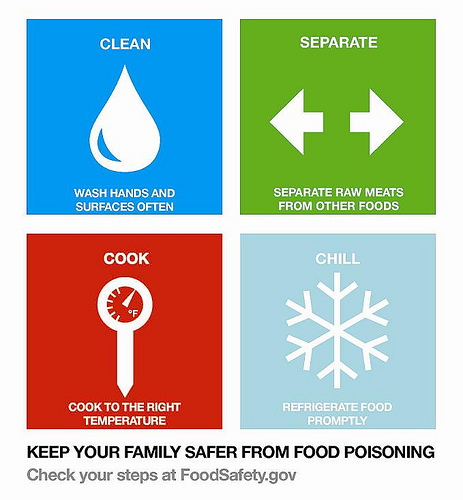 CLEAN
WASH HANDS AND
SURFACES OFTEN
SEPARATE
SEPARATE RAW MEATS
FROM OTHER FOODS
COOK
°F
COOK TO THE RIGHT
TEMPERATURE
CHILL
REFRIGERATE FOOD
PROMPTLY
KEEP YOUR FAMILY SAFER FROM FOOD POISONING
Check your steps at FoodSafety.gov